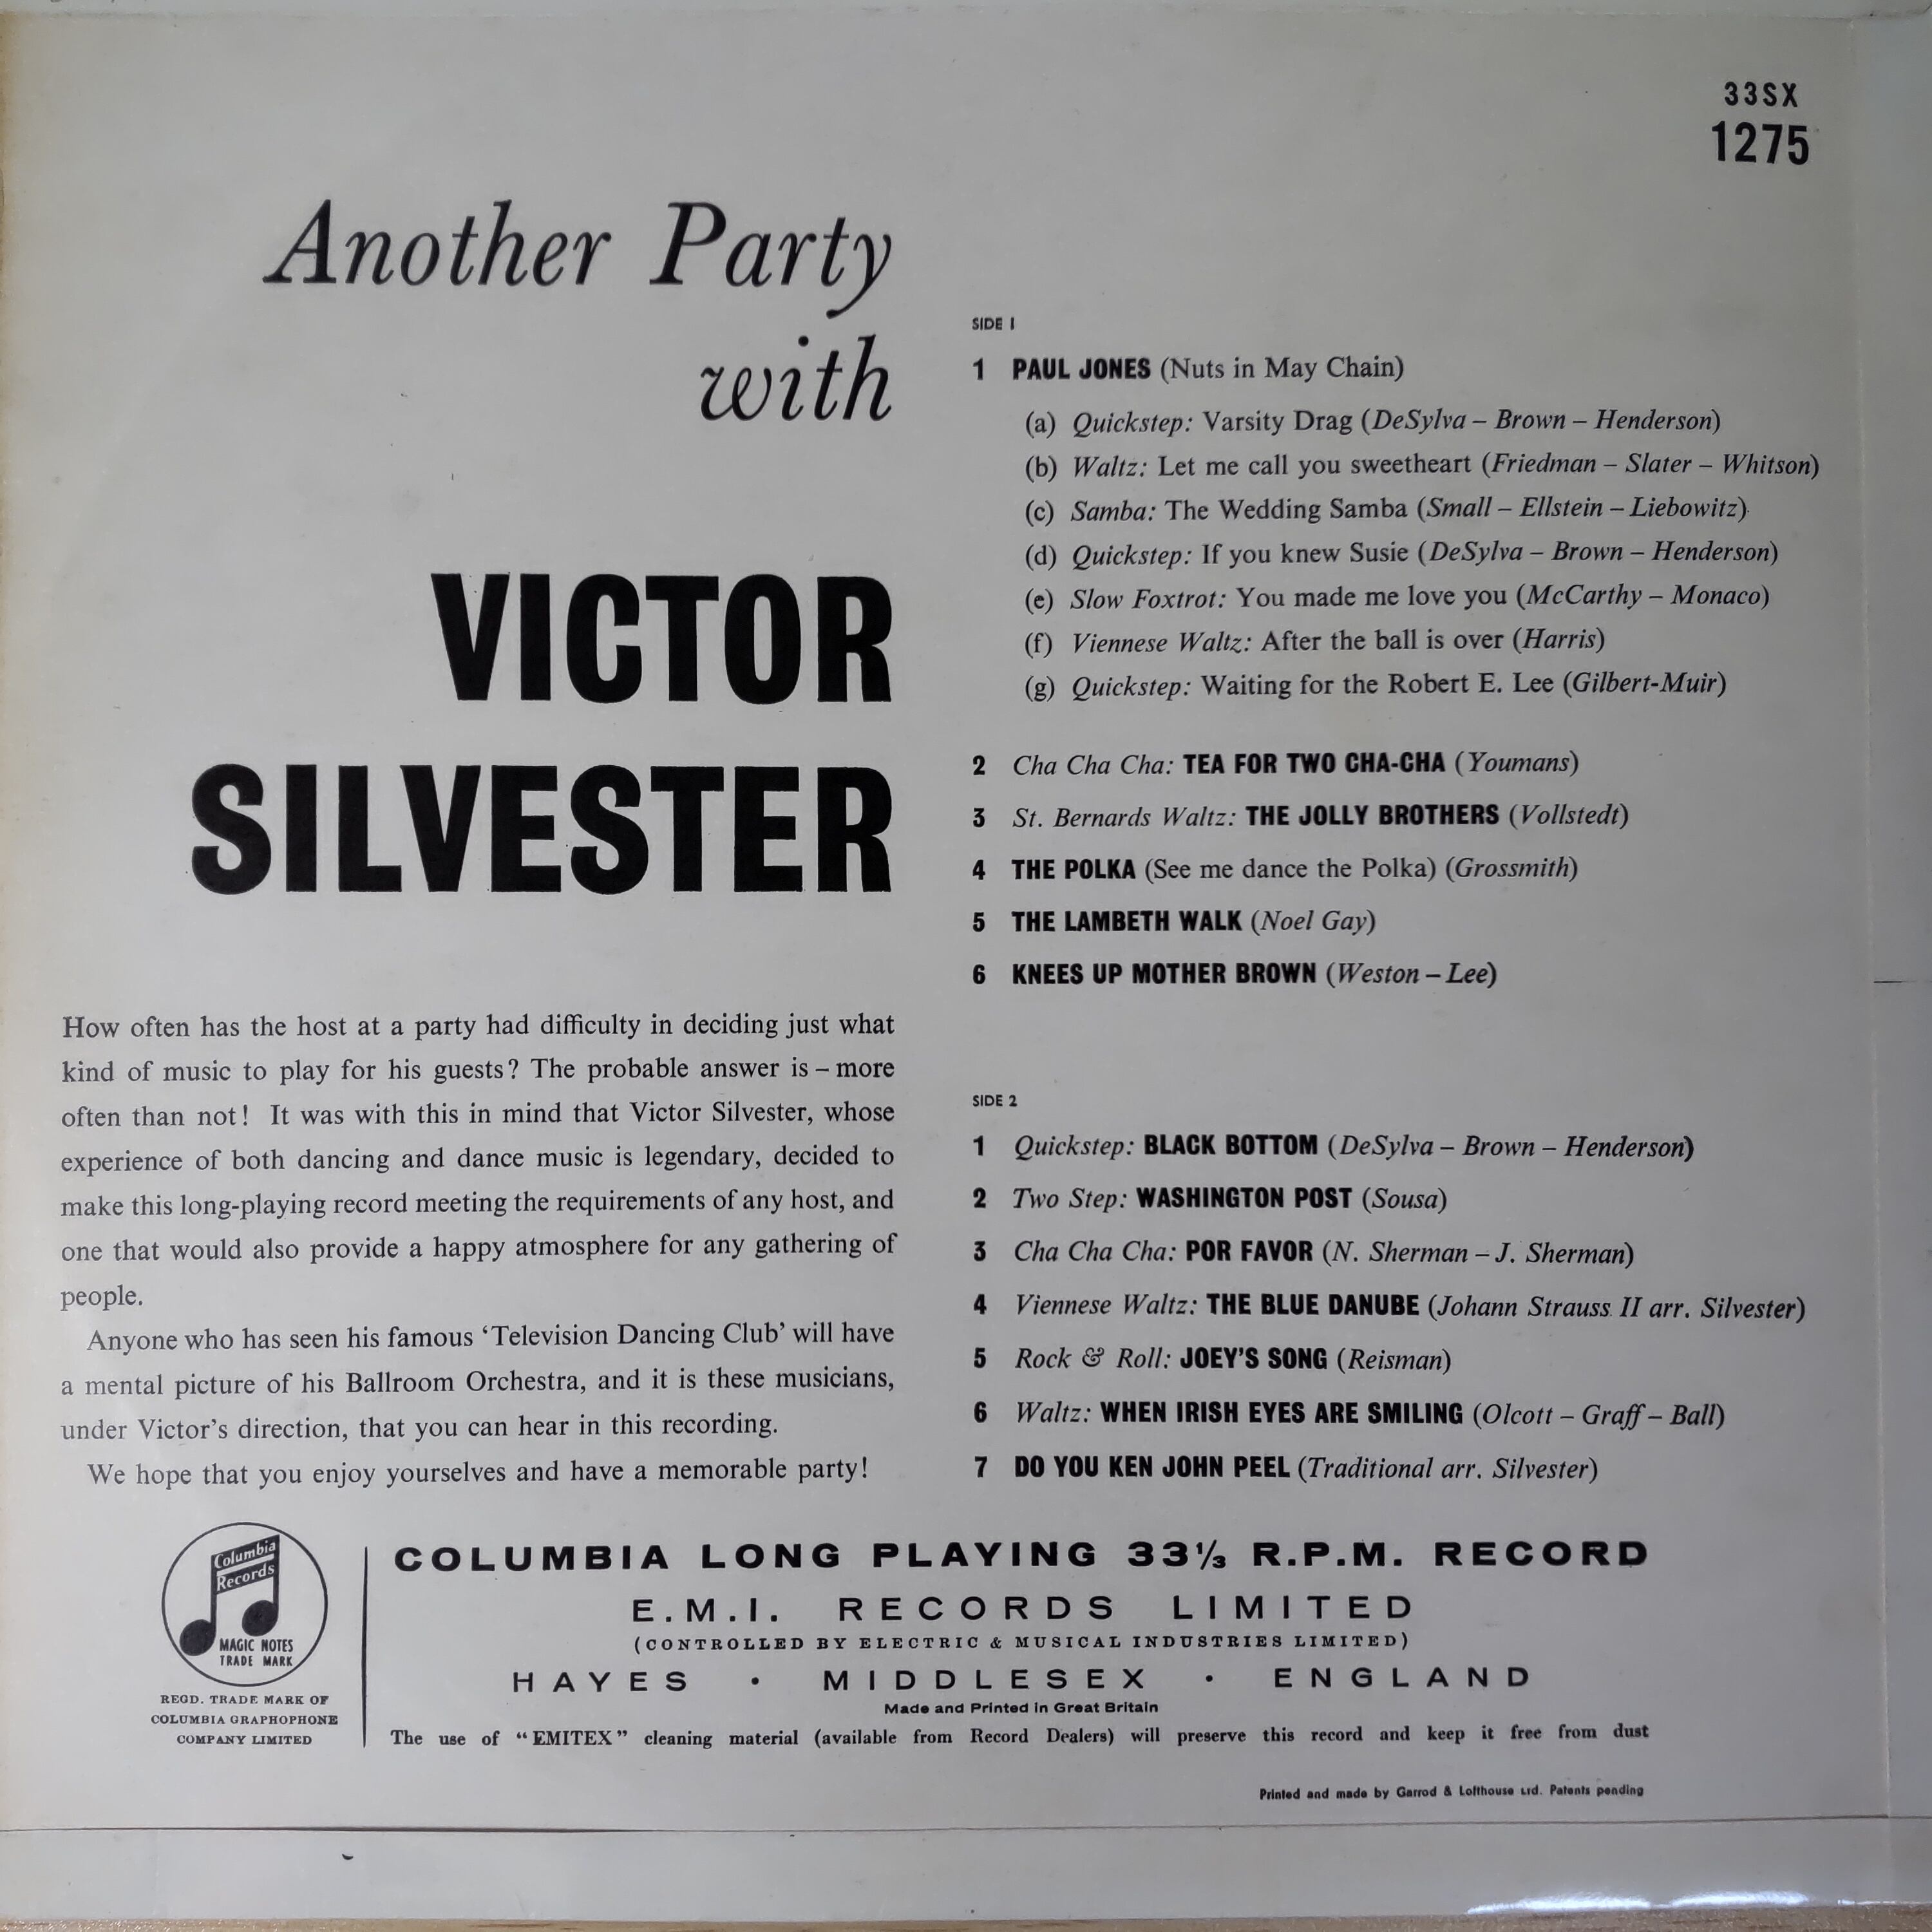 33SX
1275
Another Party
with
VICTOR
SILVESTER
How often has the host at a party had difficulty in deciding just what
kind of music to play for his guests? The probable answer is – more
often than not! It was with this in mind that Victor Silvester, whose
experience of both dancing and dance music is legendary, decided to
make this long-playing record meeting the requirements of any host, and
one that would also provide a happy atmosphere for any gathering of
people.
Anyone who has seen his famous ‘Television Dancing Club’ will have
a mental picture of his Ballroom Orchestra, and it is these musicians,
under Victor’s direction, that you can hear in this recording.
We hope that you enjoy yourselves and have a memorable party!
SIDE 1
1 PAUL JONES (Nuts in May Chain)
(a) Quickstep: Varsity Drag (DeSylva – Brown – Henderson)
(b) Waltz: Let me call you sweetheart (Friedman – Slater – Whitson)
(c) Samba: The Wedding Samba (Small – Ellstein – Liebowitz)
(d) Quickstep: If you knew Susie (DeSylva – Brown – Henderson)
(e) Slow Foxtrot: You made me love you (McCarthy – Monaco)
(f) Viennese Waltz: After the ball is over (Harris)
(g) Quickstep: Waiting for the Robert E. Lee (Gilbert-Muir)
2 Cha Cha Cha: TEA FOR TWO CHA-CHA (Youmans)
3 St. Bernards Waltz: THE JOLLY BROTHERS (Vollstedt)
4 THE POLKA (See me dance the Polka) (Grossmith)
5 THE LAMBETH WALK (Noel Gay)
6 KNEES UP MOTHER BROWN (Weston – Lee)
SIDE 2
1 Quickstep: BLACK BOTTOM (DeSylva – Brown – Henderson)
2 Two Step: WASHINGTON POST (Sousa)
3 Cha Cha Cha: POR FAVOR (N. Sherman – J. Sherman)
4 Viennese Waltz: THE BLUE DANUBE (Johann Strauss II arr. Silvester)
5 Rock & Roll: JOEY’S SONG (Reisman)
6 Waltz: WHEN IRISH EYES ARE SMILING (Olcott – Graff – Ball)
7 DO YOU KEN JOHN PEEL (Traditional arr. Silvester)
Columbia
Records
MAGIC NOTES
TRADE MARK
REGD. TRADE MARK OF
COLUMBIA GRAPHOPHONE
COMPANY LIMITED
COLUMBIA LONG PLAYING 33⅓ R.P.M. RECORD
E.M.I. RECORDS LIMITED
(CONTROLLED BY ELECTRIC & MUSICAL INDUSTRIES LIMITED)
HAYES · MIDDLESEX · ENGLAND
Made and Printed in Great Britain
The use of “EMITEX” cleaning material (available from Record Dealers) will preserve this record and keep it free from dust
Printed and made by Garrod & Lofthouse Ltd. Patents pending